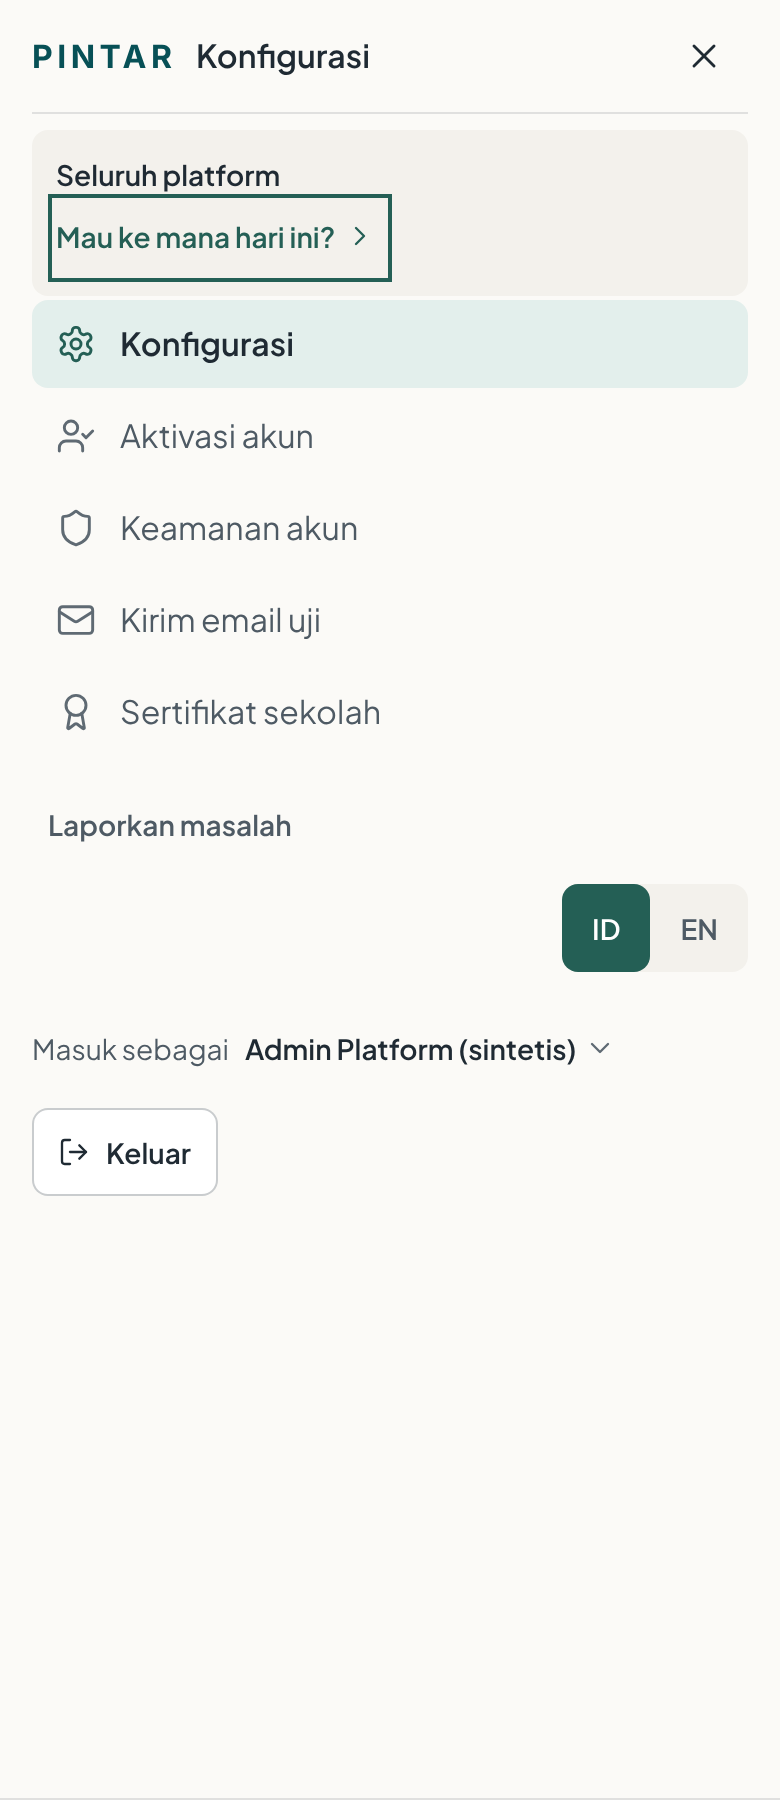 PINTAR Konfigurasi
Seluruh platform
Mau ke mana hari ini?
Konfigurasi
Aktivasi akun
Keamanan akun
Kirim email uji
Sertifikat sekolah
Laporkan masalah
ID EN
Masuk sebagai Admin Platform (sintetis)
Keluar